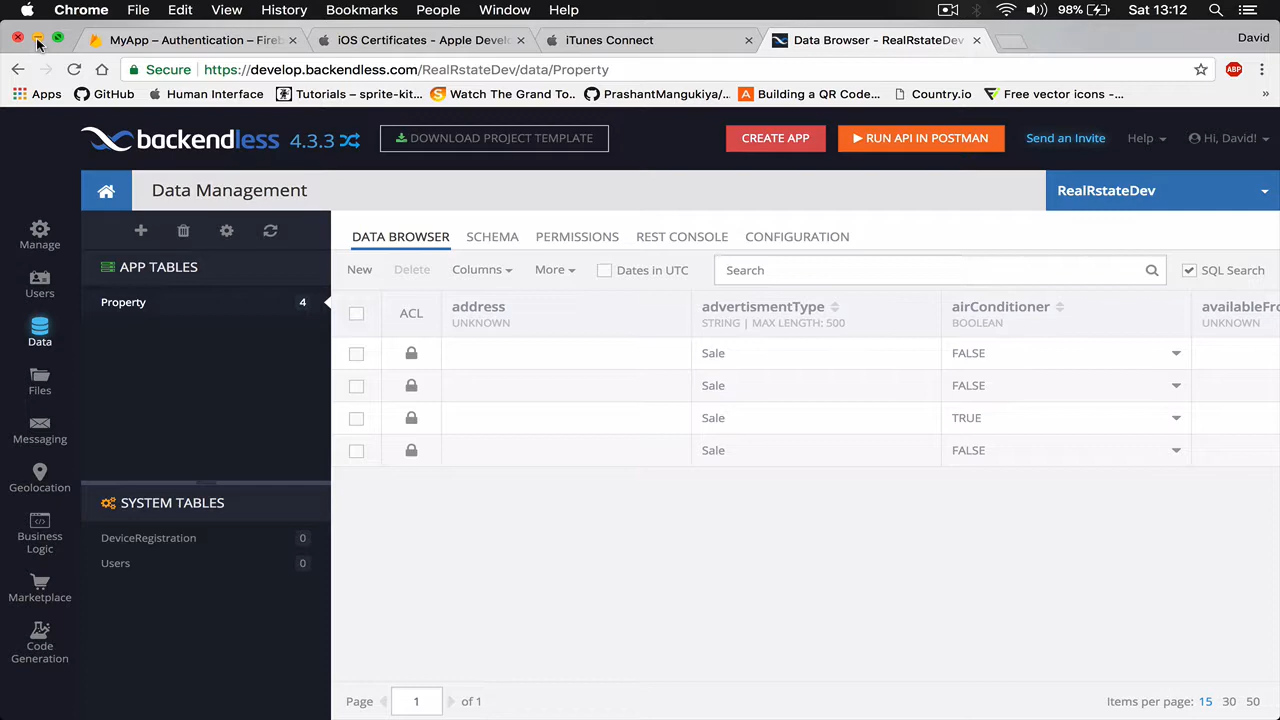 Chrome File Edit View History Bookmarks People Window Help 98% Sat 13:12
MyApp – Authentication – Fireb iOS Certificates - Apple Devel iTunes Connect Data Browser - RealRstateDev David
Secure https://develop.backendless.com/RealRstateDev/data/Property ABP
Apps GitHub Human Interface Tutorials – sprite-kit... Watch The Grand To.. PrashantMangukiya/... Building a QR Code... Country.io Free vector icons -... »
backendless 4.3.3 DOWNLOAD PROJECT TEMPLATE CREATE APP RUN API IN POSTMAN Send an Invite Help Hi, David!
Data Management RealRstateDev
Manage
Users
Data
Files
Messaging
Geolocation
Business
Logic
Marketplace
Code
Generation
APP TABLES
Property 4
SYSTEM TABLES
DeviceRegistration 0
Users 0
DATA BROWSER SCHEMA PERMISSIONS REST CONSOLE CONFIGURATION
New Delete Columns More Dates in UTC Search SQL Search
ACL address advertismentType airConditioner availableFro
UNKNOWN STRING | MAX LENGTH: 500 BOOLEAN UNKNOWN
Sale FALSE
Sale FALSE
Sale TRUE
Sale FALSE
Page 1 of 1 Items per page: 15 30 50